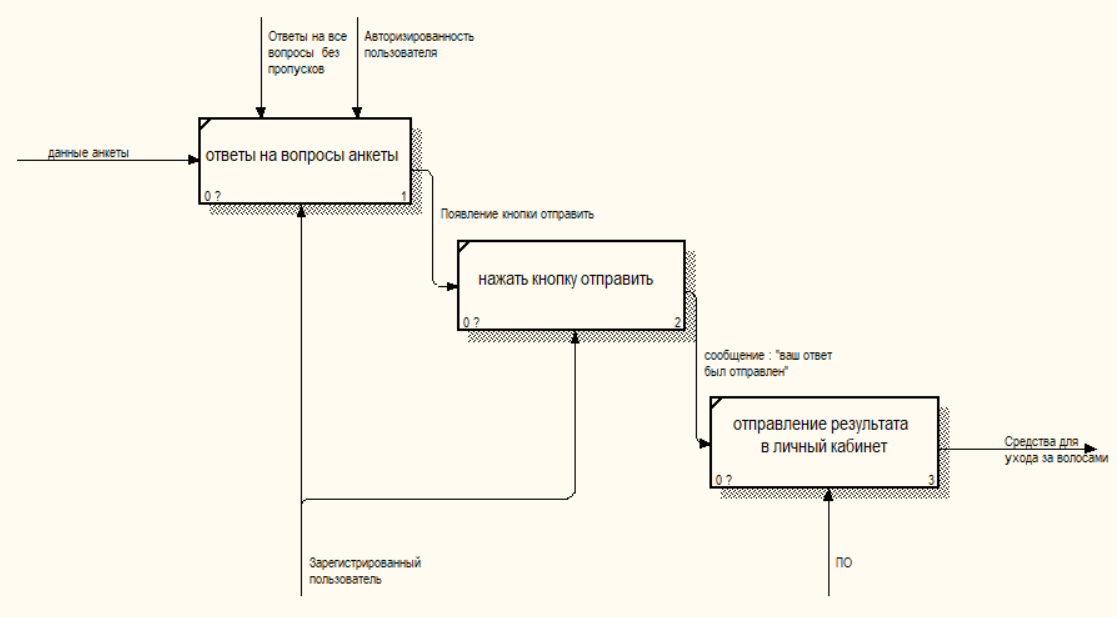 Ответы на все
вопросы без
пропусков
Авторизированность
пользователя
данные анкеты
ответы на вопросы анкеты
0 ?
1
Появление кнопки отправить
нажать кнопку отправить
0 ?
2
сообщение : "ваш ответ
был отправлен"
отправление результата
в личный кабинет
0 ?
3
Средства для
ухода за волосами
Зарегистрированный
пользователь
ПО